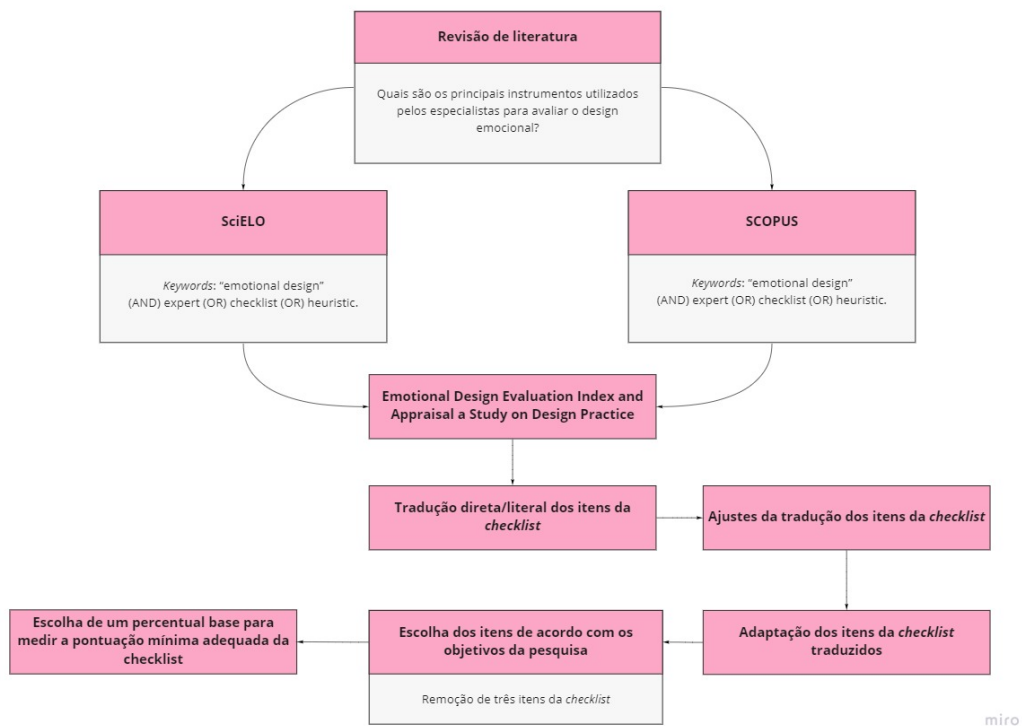 Revisão de literatura
Quais são os principais instrumentos utilizados
pelos especialistas para avaliar o design
emocional?
SciELO
Keywords: “emotional design”
(AND) expert (OR) checklist (OR) heuristic.
SCOPUS
Keywords: “emotional design”
(AND) expert (OR) checklist (OR) heuristic.
Emotional Design Evaluation Index and
Appraisal a Study on Design Practice
Tradução direta/literal dos itens da
checklist
Ajustes da tradução dos itens da checklist
Adaptação dos itens da checklist
traduzidos
Escolha dos itens de acordo com os
objetivos da pesquisa
Remoção de três itens da checklist
Escolha de um percentual base para
medir a pontuação mínima adequada da
checklist
miro